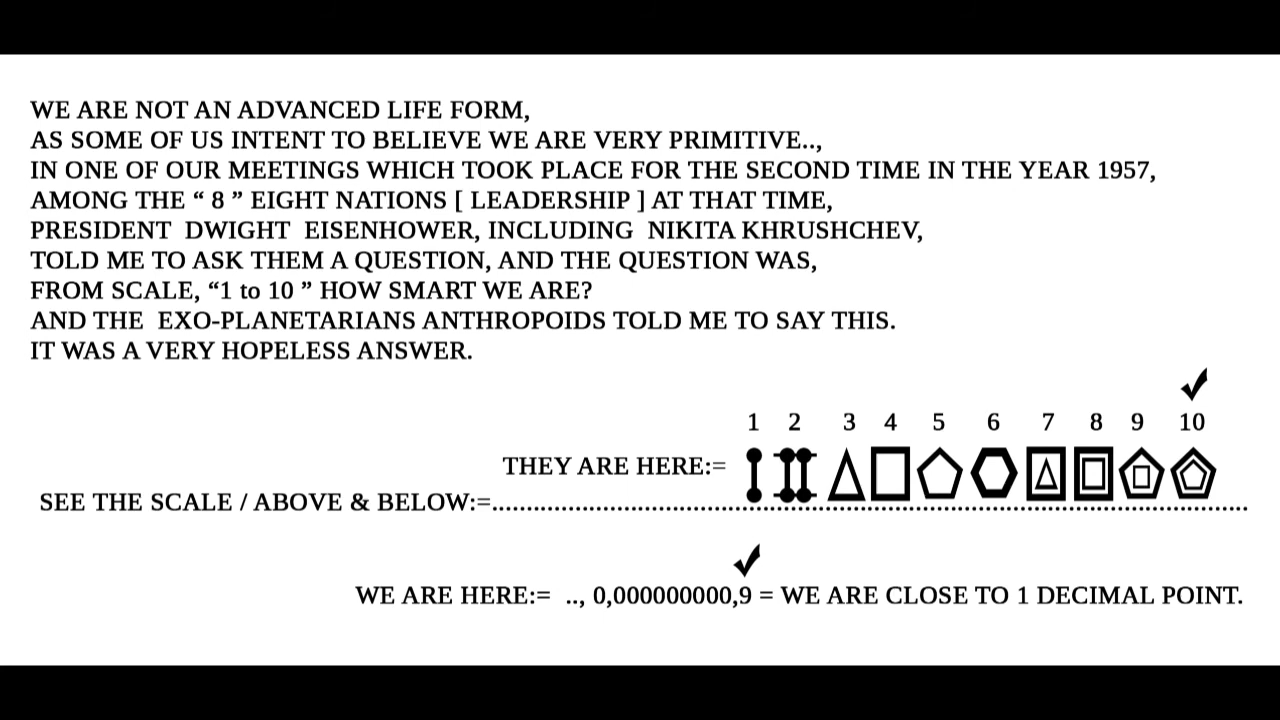 WE ARE NOT AN ADVANCED LIFE FORM,
AS SOME OF US INTENT TO BELIEVE WE ARE VERY PRIMITIVE..,
IN ONE OF OUR MEETINGS WHICH TOOK PLACE FOR THE SECOND TIME IN THE YEAR 1957,
AMONG THE “ 8 ” EIGHT NATIONS [ LEADERSHIP ] AT THAT TIME,
PRESIDENT DWIGHT EISENHOWER, INCLUDING NIKITA KHRUSHCHEV,
TOLD ME TO ASK THEM A QUESTION, AND THE QUESTION WAS,
FROM SCALE, “1 to 10 ” HOW SMART WE ARE?
AND THE EXO-PLANETARIANS ANTHROPOIDS TOLD ME TO SAY THIS.
IT WAS A VERY HOPELESS ANSWER.
1 2 3 4 5 6 7 8 9 10
THEY ARE HERE:=
SEE THE SCALE / ABOVE & BELOW:=.............................................................................................................
WE ARE HERE:= .., 0,000000000,9 = WE ARE CLOSE TO 1 DECIMAL POINT.